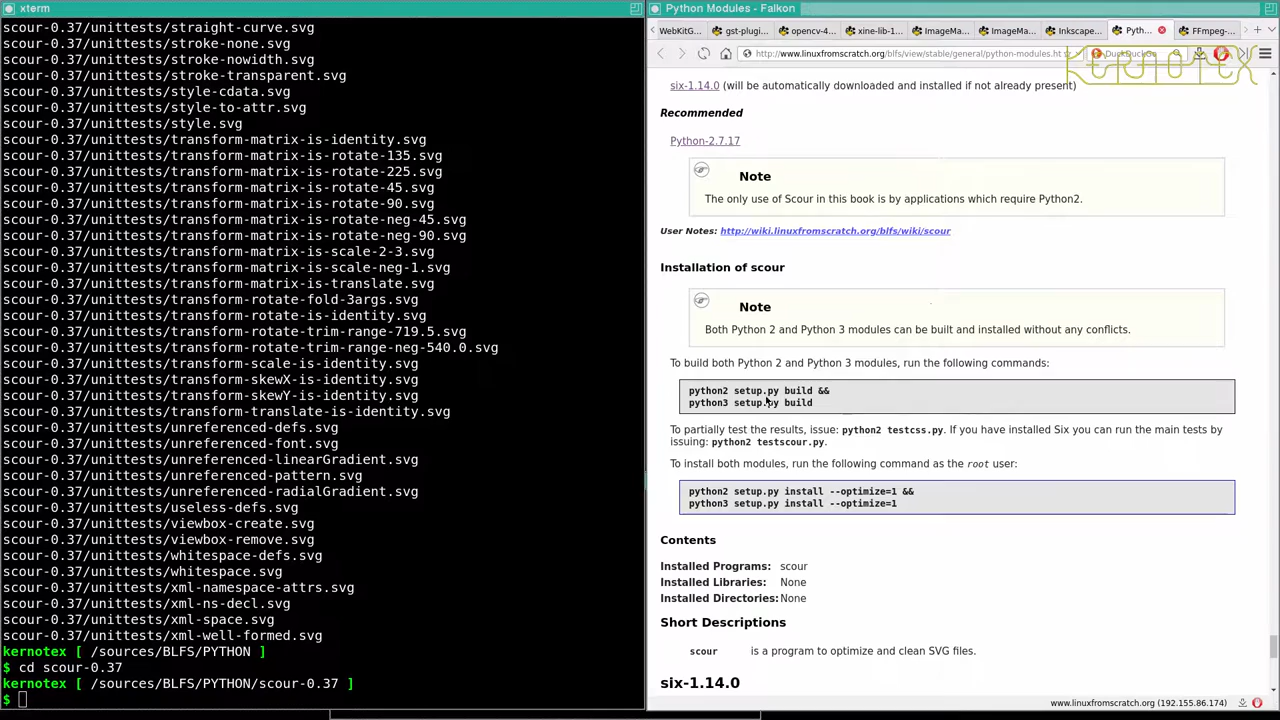 xterm
scour-0.37/unittests/straight-curve.svg
scour-0.37/unittests/stroke-none.svg
scour-0.37/unittests/stroke-nowidth.svg
scour-0.37/unittests/stroke-transparent.svg
scour-0.37/unittests/style-cdata.svg
scour-0.37/unittests/style-to-attr.svg
scour-0.37/unittests/style.svg
scour-0.37/unittests/transform-matrix-is-identity.svg
scour-0.37/unittests/transform-matrix-is-rotate-135.svg
scour-0.37/unittests/transform-matrix-is-rotate-225.svg
scour-0.37/unittests/transform-matrix-is-rotate-45.svg
scour-0.37/unittests/transform-matrix-is-rotate-90.svg
scour-0.37/unittests/transform-matrix-is-rotate-neg-45.svg
scour-0.37/unittests/transform-matrix-is-rotate-neg-90.svg
scour-0.37/unittests/transform-matrix-is-scale-2-3.svg
scour-0.37/unittests/transform-matrix-is-scale-neg-1.svg
scour-0.37/unittests/transform-matrix-is-translate.svg
scour-0.37/unittests/transform-rotate-fold-3args.svg
scour-0.37/unittests/transform-rotate-is-identity.svg
scour-0.37/unittests/transform-rotate-trim-range-719.5.svg
scour-0.37/unittests/transform-rotate-trim-range-neg-540.0.svg
scour-0.37/unittests/transform-scale-is-identity.svg
scour-0.37/unittests/transform-skewX-is-identity.svg
scour-0.37/unittests/transform-skewY-is-identity.svg
scour-0.37/unittests/transform-translate-is-identity.svg
scour-0.37/unittests/unreferenced-defs.svg
scour-0.37/unittests/unreferenced-font.svg
scour-0.37/unittests/unreferenced-linearGradient.svg
scour-0.37/unittests/unreferenced-pattern.svg
scour-0.37/unittests/unreferenced-radialGradient.svg
scour-0.37/unittests/useless-defs.svg
scour-0.37/unittests/viewbox-create.svg
scour-0.37/unittests/viewbox-remove.svg
scour-0.37/unittests/whitespace-defs.svg
scour-0.37/unittests/whitespace.svg
scour-0.37/unittests/xml-namespace-attrs.svg
scour-0.37/unittests/xml-ns-decl.svg
scour-0.37/unittests/xml-space.svg
scour-0.37/unittests/xml-well-formed.svg
kernotex [ /sources/BLFS/PYTHON ]
$ cd scour-0.37
kernotex [ /sources/BLFS/PYTHON/scour-0.37 ]
$
Python Modules - Falkon
WebKitG... gst-plugi... opencv-4... xine-lib-1... ImageMa... ImageMa... Inkscape... Pyth... FFmpeg-...
http://www.linuxfromscratch.org/blfs/view/stable/general/python-modules.ht DuckDuckGo
KERNOTEX
six-1.14.0 (will be automatically downloaded and installed if not already present)
Recommended
Python-2.7.17
Note
The only use of Scour in this book is by applications which require Python2.
User Notes: http://wiki.linuxfromscratch.org/blfs/wiki/scour
Installation of scour
Note
Both Python 2 and Python 3 modules can be built and installed without any conflicts.
To build both Python 2 and Python 3 modules, run the following commands:
python2 setup.py build &&
python3 setup.py build
To partially test the results, issue: python2 testcss.py. If you have installed Six you can run the main tests by
issuing: python2 testscour.py.
To install both modules, run the following command as the root user:
python2 setup.py install --optimize=1 &&
python3 setup.py install --optimize=1
Contents
Installed Programs: scour
Installed Libraries: None
Installed Directories: None
Short Descriptions
scour is a program to optimize and clean SVG files.
six-1.14.0
www.linuxfromscratch.org (192.155.86.174)